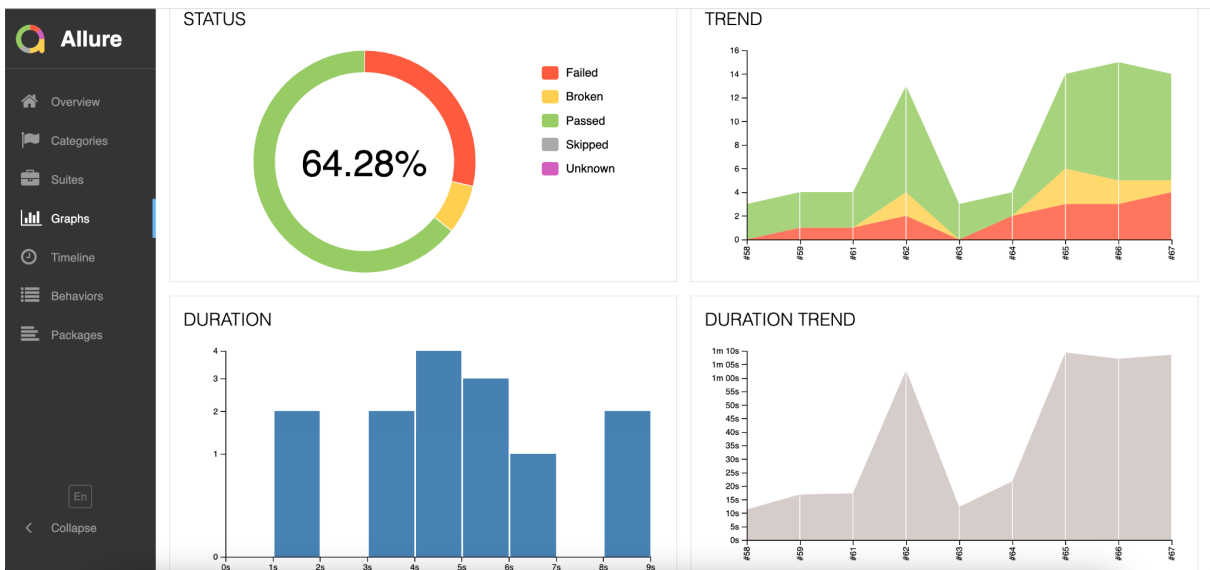 Allure
Overview
Categories
Suites
Graphs
Timeline
Behaviors
Packages
En
Collapse
STATUS
64.28%
Failed
Broken
Passed
Skipped
Unknown
TREND
16
14
12
10
8
6
4
2
0
#58
#59
#61
#62
#63
#64
#65
#66
#67
DURATION
4
3
2
1
0
0s
1s
2s
3s
4s
5s
6s
7s
8s
9s
DURATION TREND
1m 10s
1m 05s
1m 00s
55s
50s
45s
40s
35s
30s
25s
20s
15s
10s
5s
0s
#58
#59
#61
#62
#63
#64
#65
#66
#67